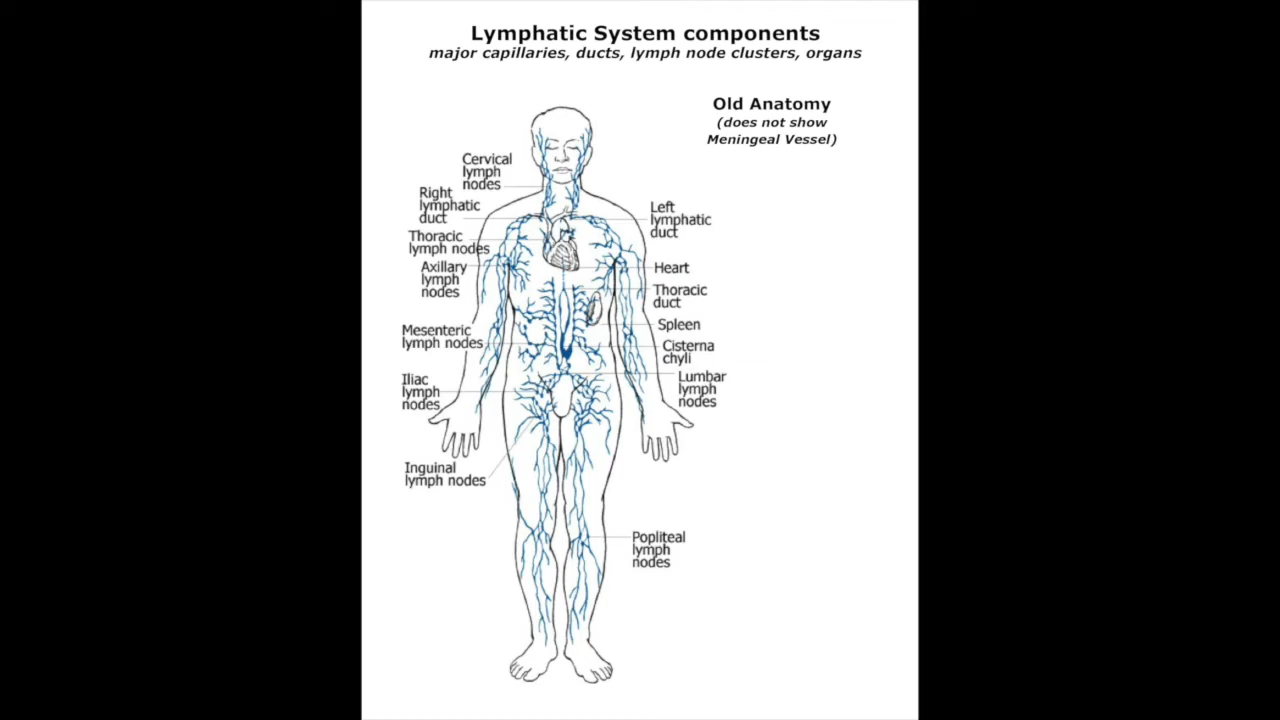 Lymphatic System components
major capillaries, ducts, lymph node clusters, organs
Old Anatomy
(does not show
Meningeal Vessel)
Cervical
lymph
nodes
Right
lymphatic
duct
Thoracic
lymph nodes
Axillary
lymph
nodes
Mesenteric
lymph nodes
Iliac
lymph
nodes
Inguinal
lymph nodes
Left
lymphatic
duct
Heart
Thoracic
duct
Spleen
Cisterna
chyli
Lumbar
lymph
nodes
Popliteal
lymph
nodes